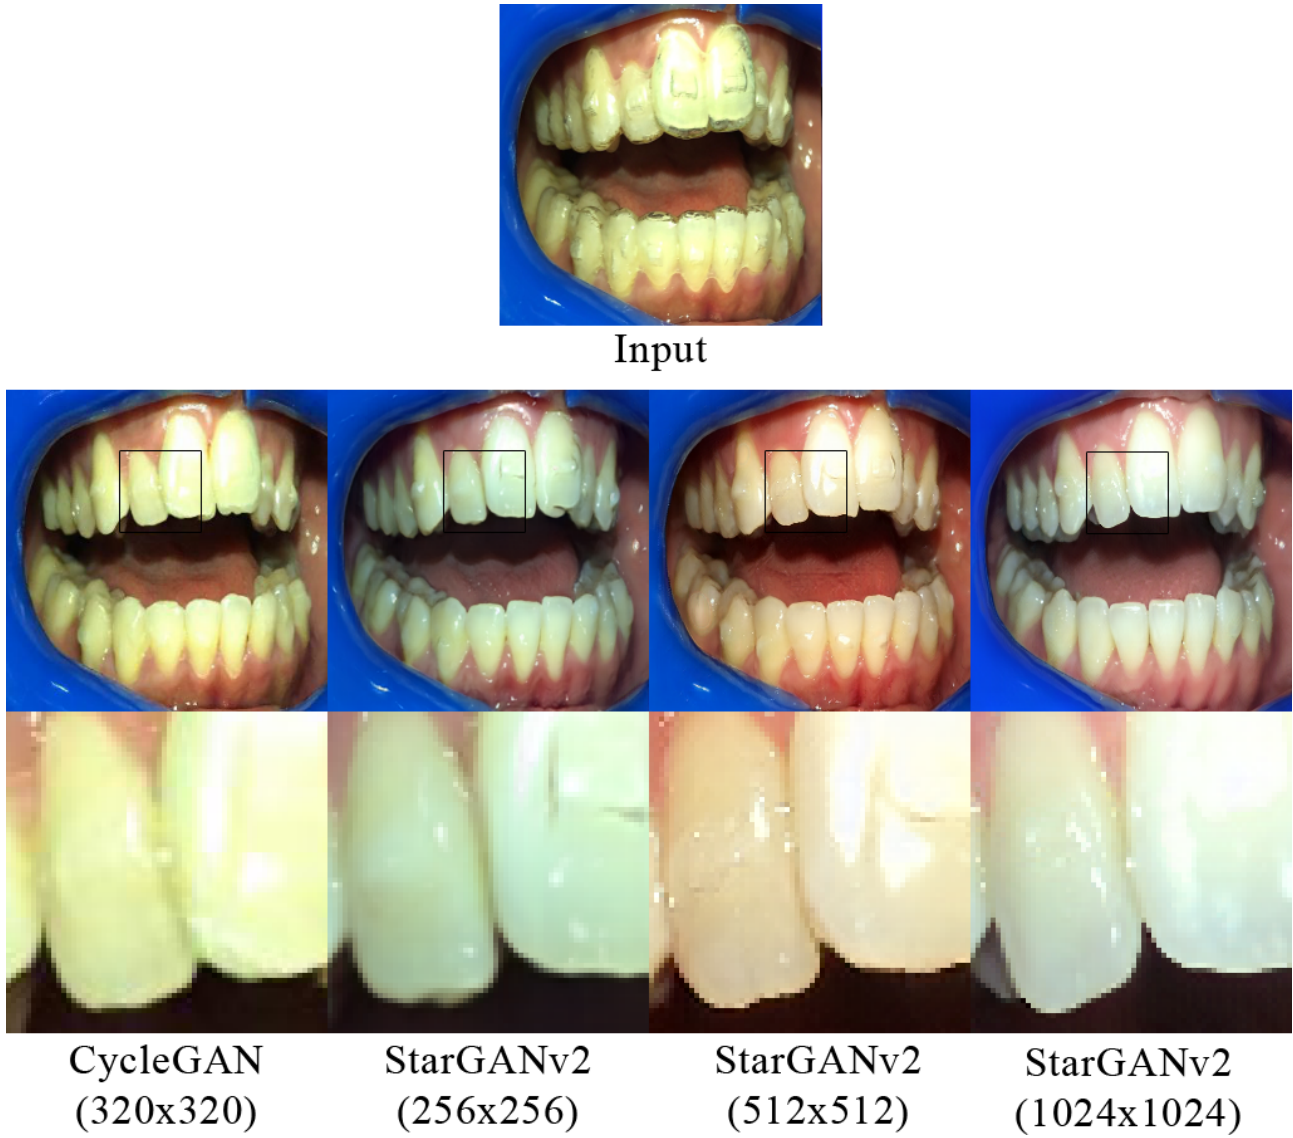 Input
CycleGAN
(320x320)
StarGANv2
(256x256)
StarGANv2
(512x512)
StarGANv2
(1024x1024)